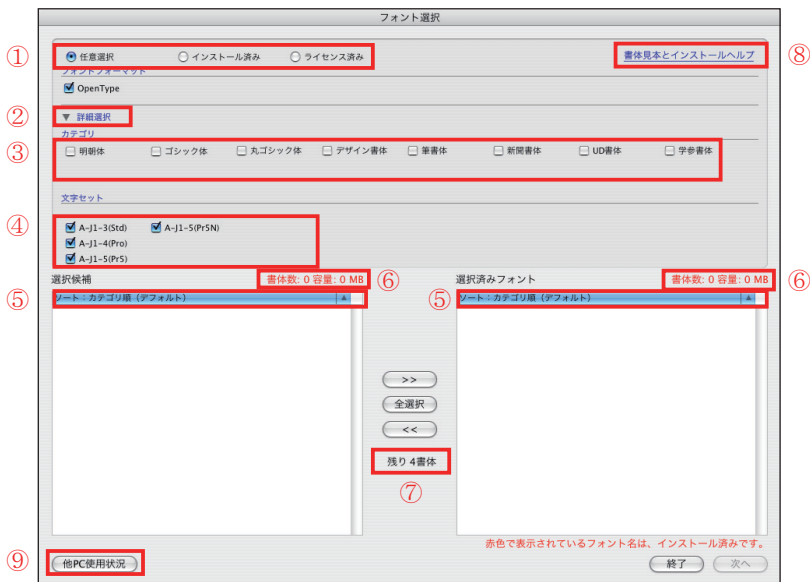 フォント選択
① 任意選択 インストール済み ライセンス済み 書体見本とインストールヘルプ ⑧
フォントフォーマット
OpenType
② ▼ 詳細選択
カテゴリ
③ 明朝体 ゴシック体 丸ゴシック体 デザイン書体 筆書体 新聞書体 UD書体 学参書体
文字セット
④ A-J1-3(Std) A-J1-5(Pr5N)
A-J1-4(Pro)
A-J1-5(Pr5)
選択候補 書体数: 0 容量: 0 MB ⑥ 選択済みフォント 書体数: 0 容量: 0 MB ⑥
⑤ ソート：カテゴリ順（デフォルト） ▲ ⑤ ソート：カテゴリ順（デフォルト） ▲
>>
全選択
<<
残り 4書体
⑦
赤色で表示されているフォント名は、インストール済みです。
⑨ 他PC使用状況 終了 次へ